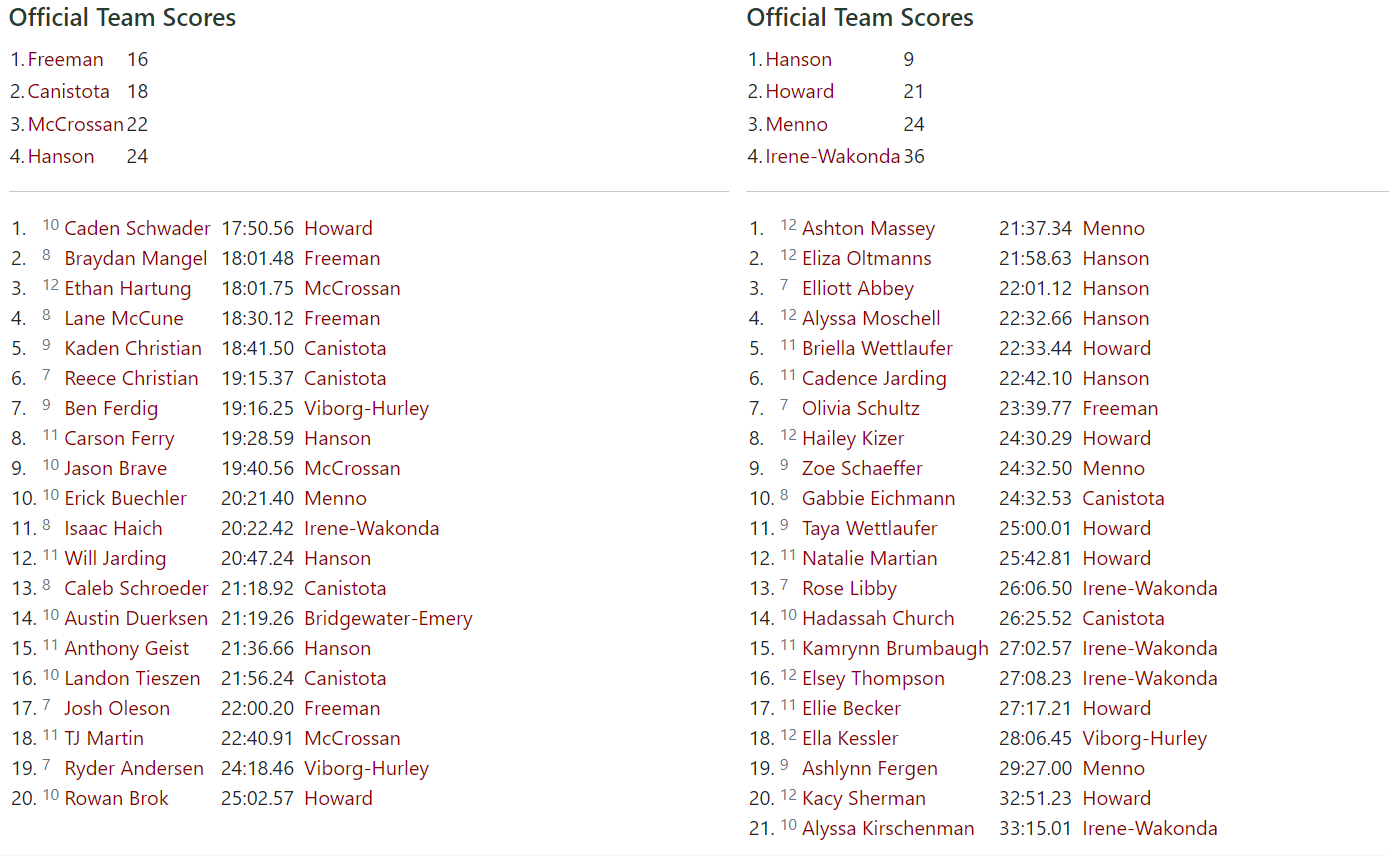 Official Team Scores
1. Freeman 16
2. Canistota 18
3. McCrossan 22
4. Hanson 24
1. 10 Caden Schwader 17:50.56 Howard
2. 8 Braydan Mangel 18:01.48 Freeman
3. 12 Ethan Hartung 18:01.75 McCrossan
4. 8 Lane McCune 18:30.12 Freeman
5. 9 Kaden Christian 18:41.50 Canistota
6. 7 Reece Christian 19:15.37 Canistota
7. 9 Ben Ferdig 19:16.25 Viborg-Hurley
8. 11 Carson Ferry 19:28.59 Hanson
9. 10 Jason Brave 19:40.56 McCrossan
10. 10 Erick Buechler 20:21.40 Menno
11. 8 Isaac Haich 20:22.42 Irene-Wakonda
12. 11 Will Jarding 20:47.24 Hanson
13. 8 Caleb Schroeder 21:18.92 Canistota
14. 10 Austin Duerksen 21:19.26 Bridgewater-Emery
15. 11 Anthony Geist 21:36.66 Hanson
16. 10 Landon Tieszen 21:56.24 Canistota
17. 7 Josh Oleson 22:00.20 Freeman
18. 11 TJ Martin 22:40.91 McCrossan
19. 7 Ryder Andersen 24:18.46 Viborg-Hurley
20. 10 Rowan Brok 25:02.57 Howard
Official Team Scores
1. Hanson 9
2. Howard 21
3. Menno 24
4. Irene-Wakonda 36
1. 12 Ashton Massey 21:37.34 Menno
2. 12 Eliza Oltmanns 21:58.63 Hanson
3. 7 Elliott Abbey 22:01.12 Hanson
4. 12 Alyssa Moschell 22:32.66 Hanson
5. 11 Briella Wettlaufer 22:33.44 Howard
6. 11 Cadence Jarding 22:42.10 Hanson
7. 7 Olivia Schultz 23:39.77 Freeman
8. 12 Hailey Kizer 24:30.29 Howard
9. 9 Zoe Schaeffer 24:32.50 Menno
10. 8 Gabbie Eichmann 24:32.53 Canistota
11. 9 Taya Wettlaufer 25:00.01 Howard
12. 11 Natalie Martian 25:42.81 Howard
13. 7 Rose Libby 26:06.50 Irene-Wakonda
14. 10 Hadassah Church 26:25.52 Canistota
15. 11 Kamrynn Brumbaugh 27:02.57 Irene-Wakonda
16. 12 Elsey Thompson 27:08.23 Irene-Wakonda
17. 11 Ellie Becker 27:17.21 Howard
18. 12 Ella Kessler 28:06.45 Viborg-Hurley
19. 9 Ashlynn Fergen 29:27.00 Menno
20. 12 Kacy Sherman 32:51.23 Howard
21. 10 Alyssa Kirschenman 33:15.01 Irene-Wakonda